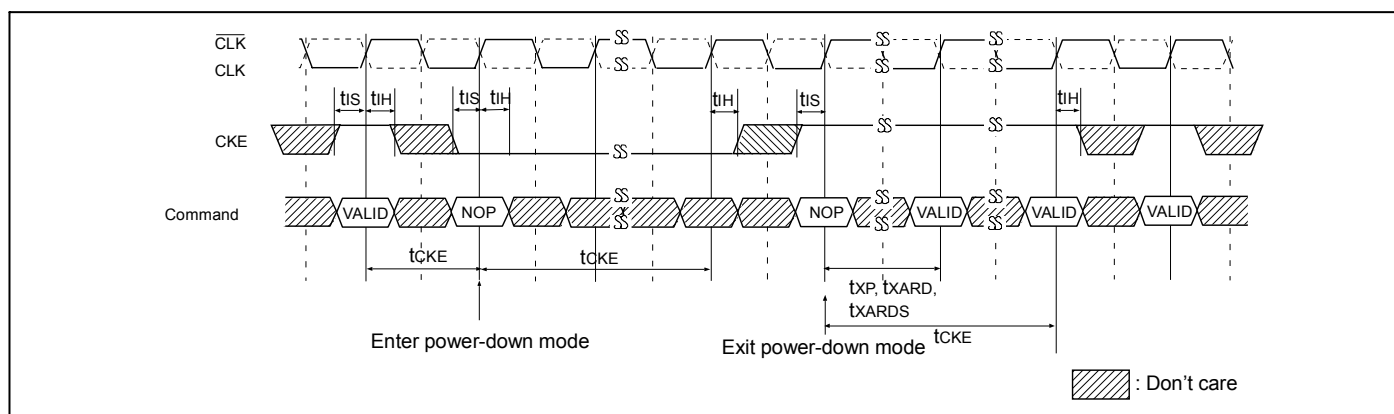 CLK
CLK
tIS tIH tIS tIH tIH tIS tIH
CKE
Command
VALID NOP NOP VALID VALID VALID
tCKE tCKE
tXP, tXARD,
tXARDS
Enter power-down mode
Exit power-down mode
tCKE
: Don't care